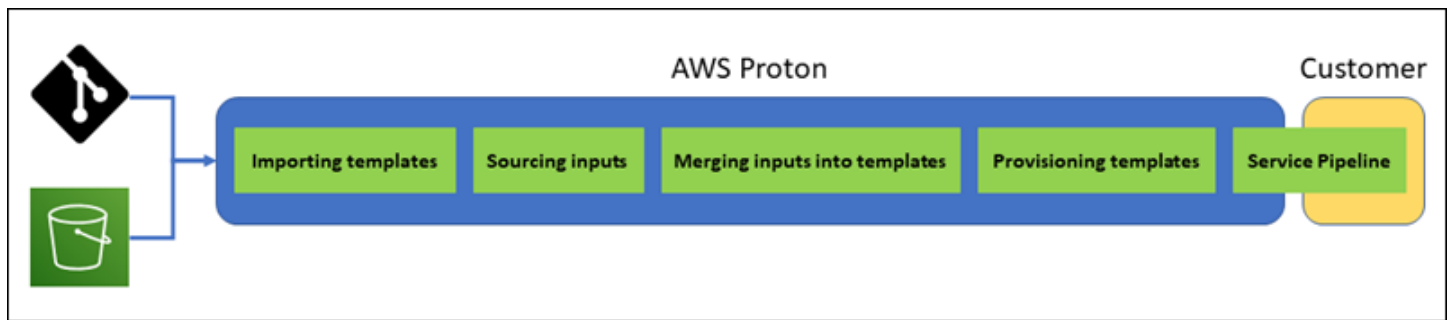 AWS Proton
Customer
Importing templates
Sourcing inputs
Merging inputs into templates
Provisioning templates
Service Pipeline